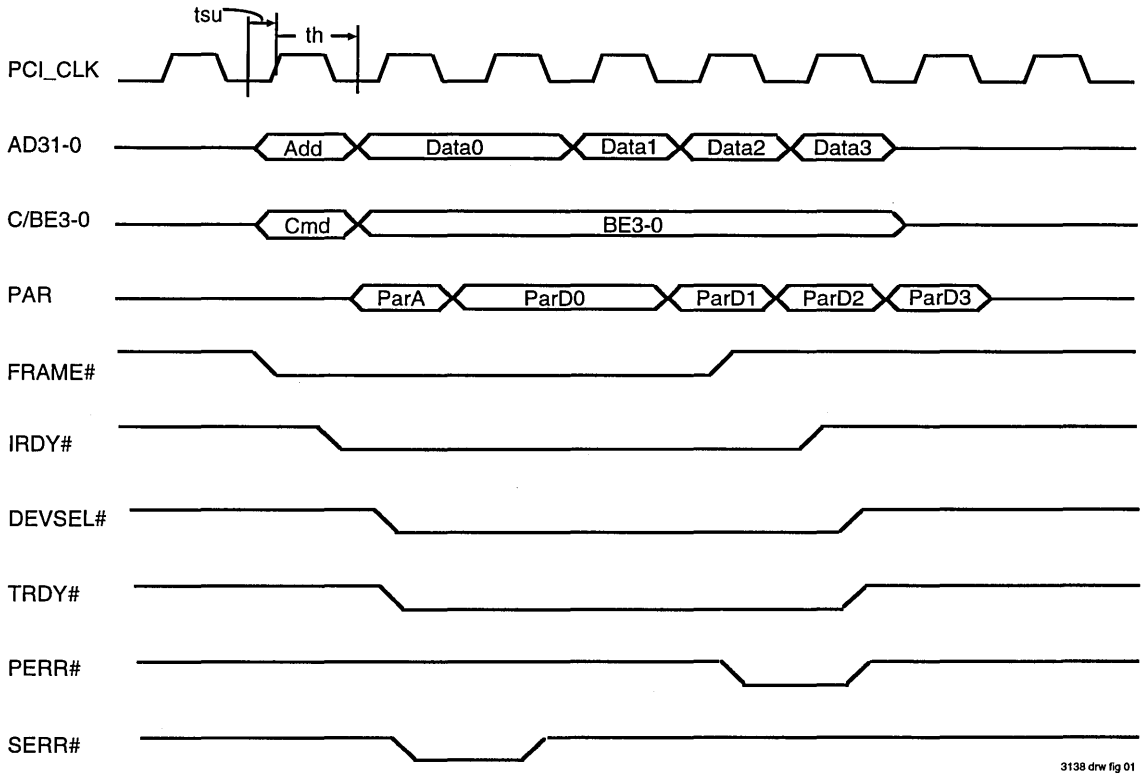 tsu
th
PCI_CLK
AD31-0
Add
Data0
Data1
Data2
Data3
C/BE3-0
Cmd
BE3-0
PAR
ParA
ParD0
ParD1
ParD2
ParD3
FRAME#
IRDY#
DEVSEL#
TRDY#
PERR#
SERR#
3138 drw fig 01